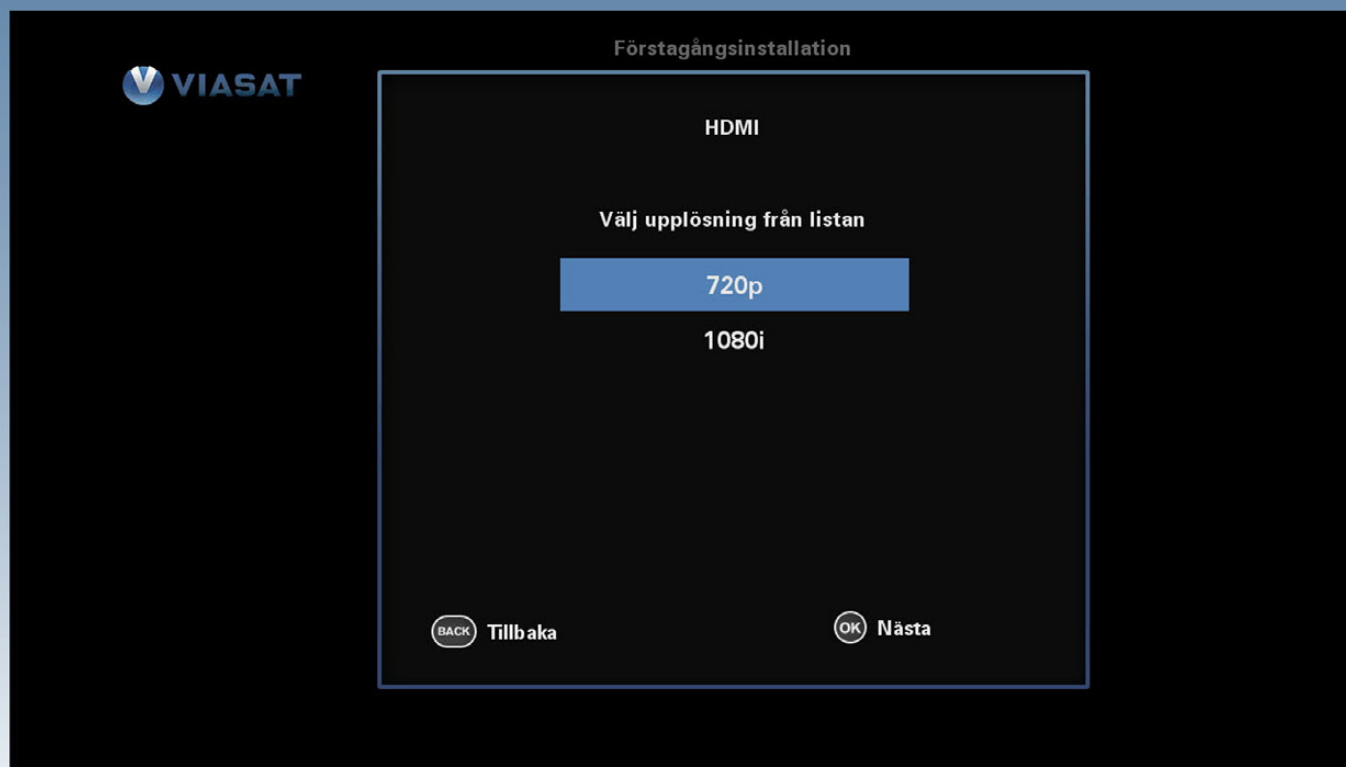 Förstagångsinstallation
VIASAT
HDMI
Välj upplösning från listan
720p
1080i
BACK Tillbaka
OK Nästa